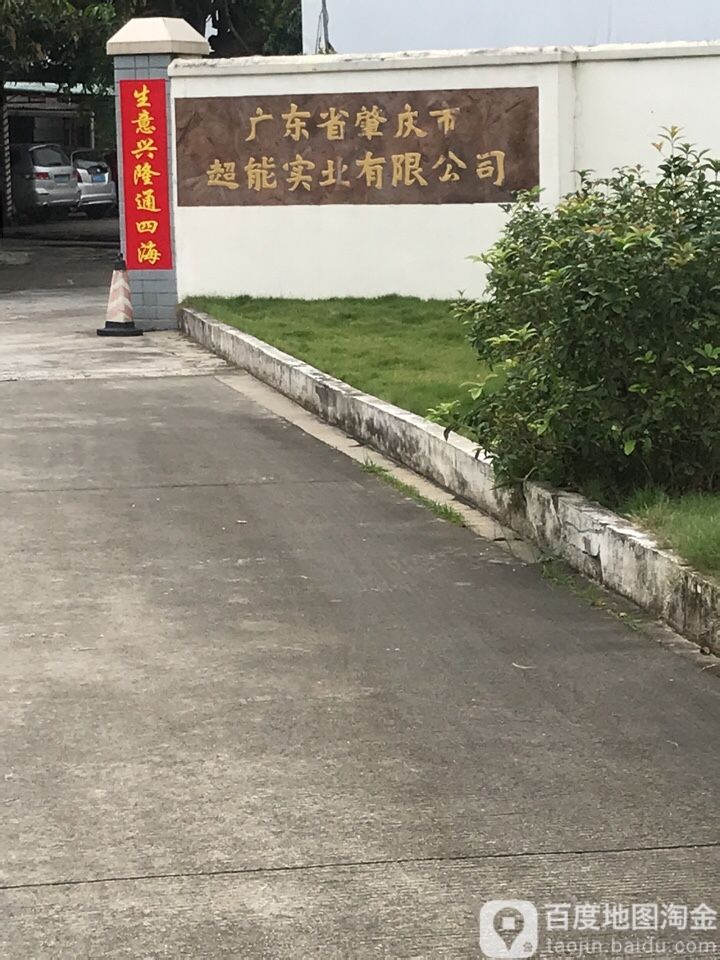 生意兴隆通四海
广东省肇庆市
超能实业有限公司
百度地图淘金
taojin.baidu.com